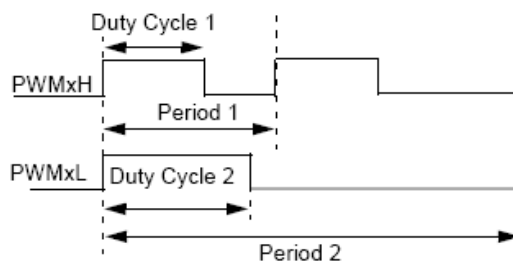 Duty Cycle 1
PWMxH
Period 1
PWMxL
Duty Cycle 2
Period 2